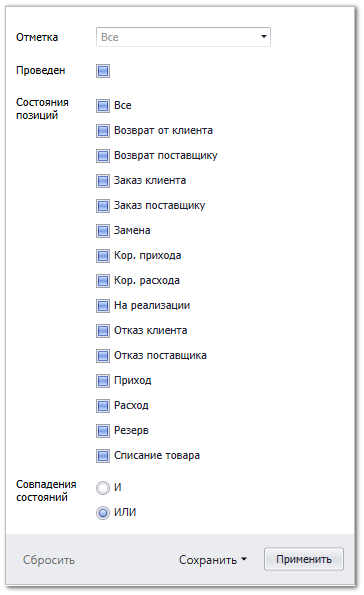 Отметка Все
Проведен
Состояния
позиций
Все
Возврат от клиента
Возврат поставщику
Заказ клиента
Заказ поставщику
Замена
Кор. прихода
Кор. расхода
На реализации
Отказ клиента
Отказ поставщика
Приход
Расход
Резерв
Списание товара
Совпадения
состояний
И
ИЛИ
Сбросить Сохранить Применить